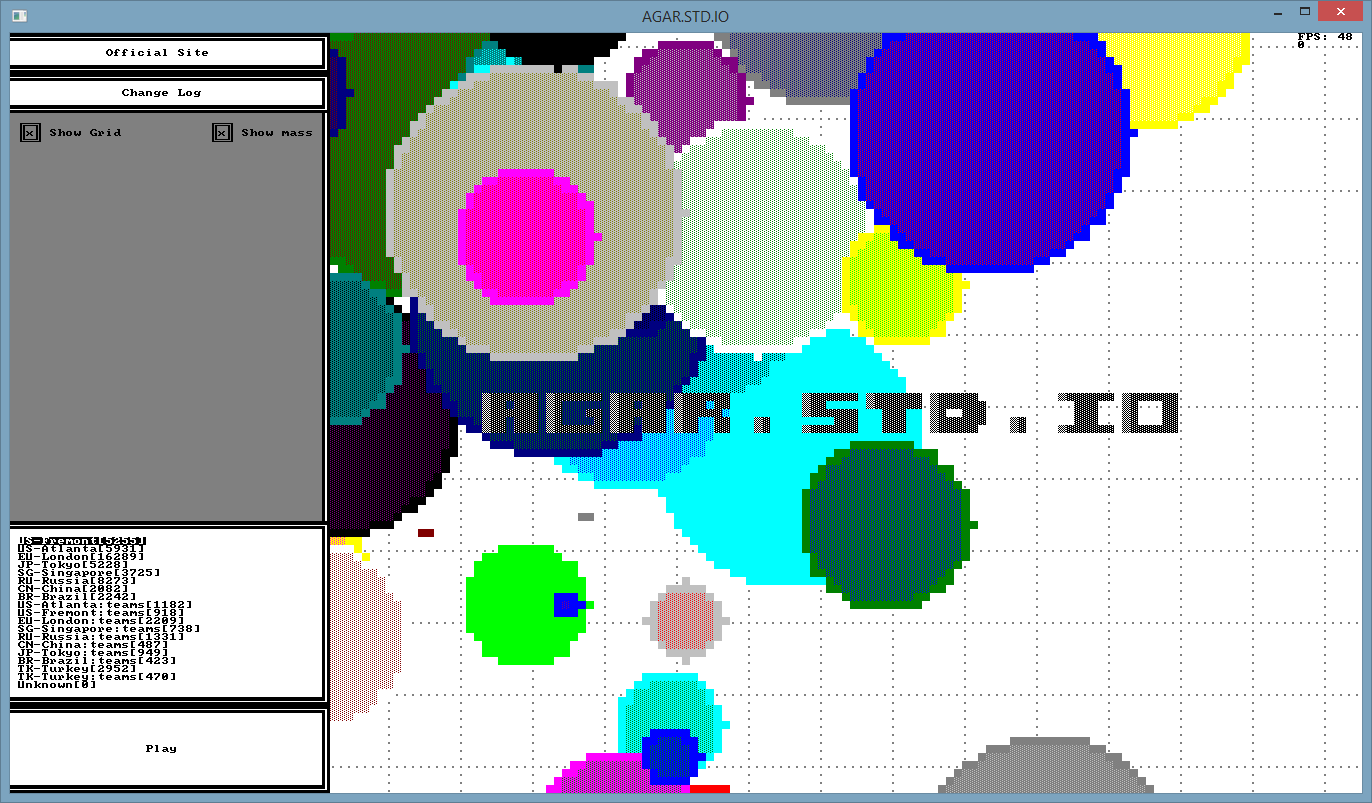 AGAR.STD.IO
FPS: 48
0
Official Site
Change Log
Show Grid
Show mass
AGAR.STD.IO
US-Fremont[5255]
US-Atlanta[5931]
EU-London[16289]
JP-Tokyo[5228]
SG-Singapore[3725]
RU-Russia[8273]
CN-China[2082]
BR-Brazil[2242]
US-Atlanta:teams[1182]
US-Fremont:teams[918]
EU-London:teams[2209]
SG-Singapore:teams[738]
RU-Russia:teams[1331]
CN-China:teams[487]
JP-Tokyo:teams[949]
BR-Brazil:teams[423]
TK-Turkey[2952]
TK-Turkey:teams[470]
Unknown[0]
Play